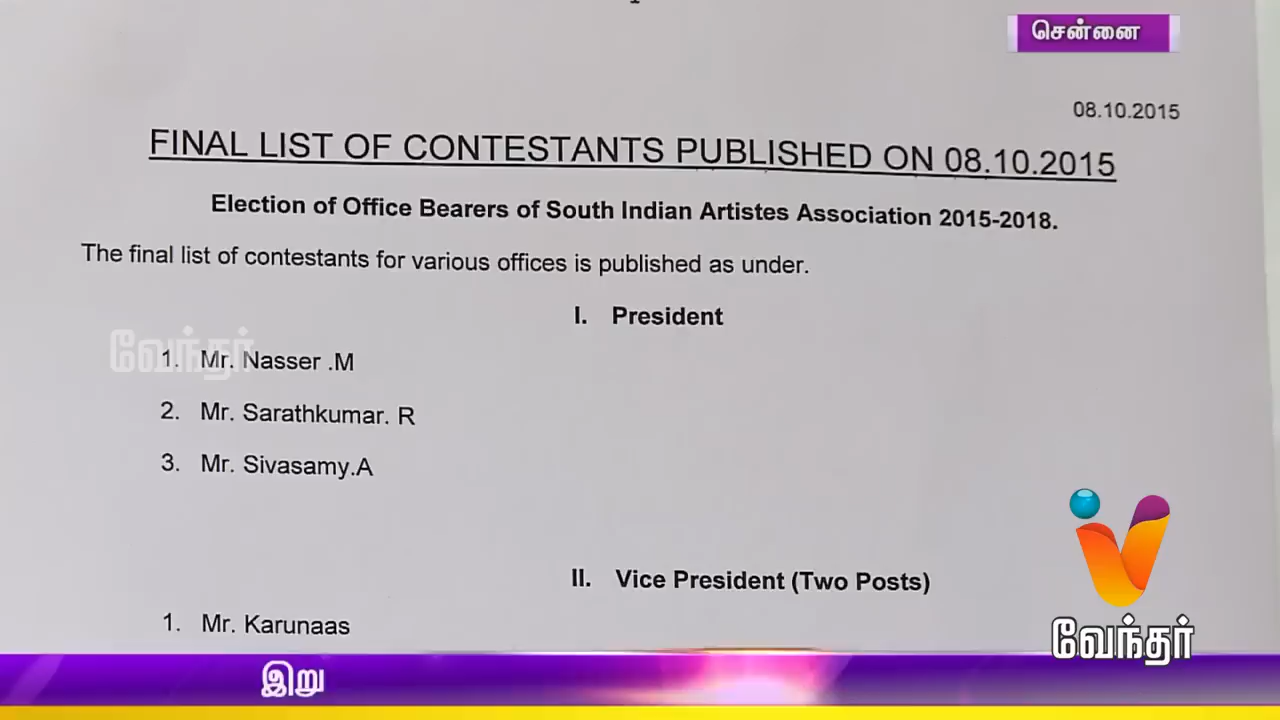 சென்னை
08.10.2015
FINAL LIST OF CONTESTANTS PUBLISHED ON 08.10.2015
Election of Office Bearers of South Indian Artistes Association 2015-2018.
The final list of contestants for various offices is published as under.
I. President
வேந்தர்
1. Mr. Nasser .M
2. Mr. Sarathkumar. R
3. Mr. Sivasamy.A
II. Vice President (Two Posts)
1. Mr. Karunaas
வேந்தர்
இறு